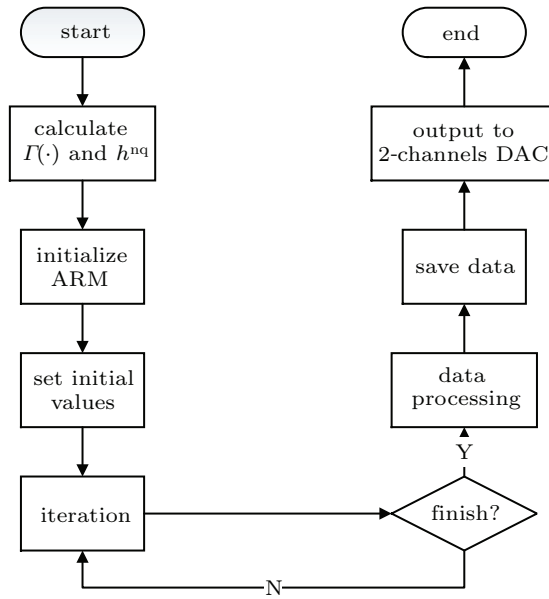 start
calculate
Γ(·) and hⁿ�q
initialize
ARM
set initial
values
iteration
finish?
N
Y
data
processing
save data
output to
2-channels DAC
end